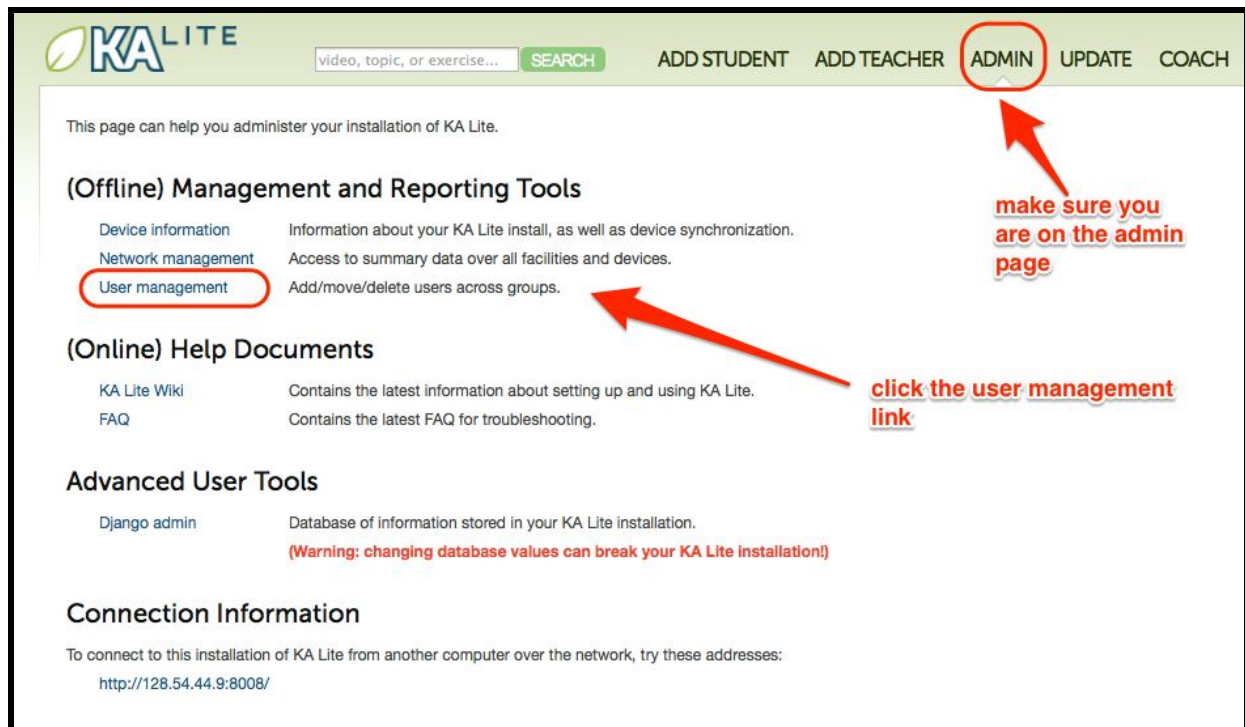 KA LITE
video, topic, or exercise... SEARCH ADD STUDENT ADD TEACHER ADMIN UPDATE COACH
This page can help you administer your installation of KA Lite.
(Offline) Management and Reporting Tools
Device information Information about your KA Lite install, as well as device synchronization.
Network management Access to summary data over all facilities and devices.
User management Add/move/delete users across groups.
make sure you
are on the admin
page
(Online) Help Documents
KA Lite Wiki Contains the latest information about setting up and using KA Lite.
FAQ Contains the latest FAQ for troubleshooting.
click the user management
link
Advanced User Tools
Django admin Database of information stored in your KA Lite installation.
(Warning: changing database values can break your KA Lite installation!)
Connection Information
To connect to this installation of KA Lite from another computer over the network, try these addresses:
http://128.54.44.9:8008/